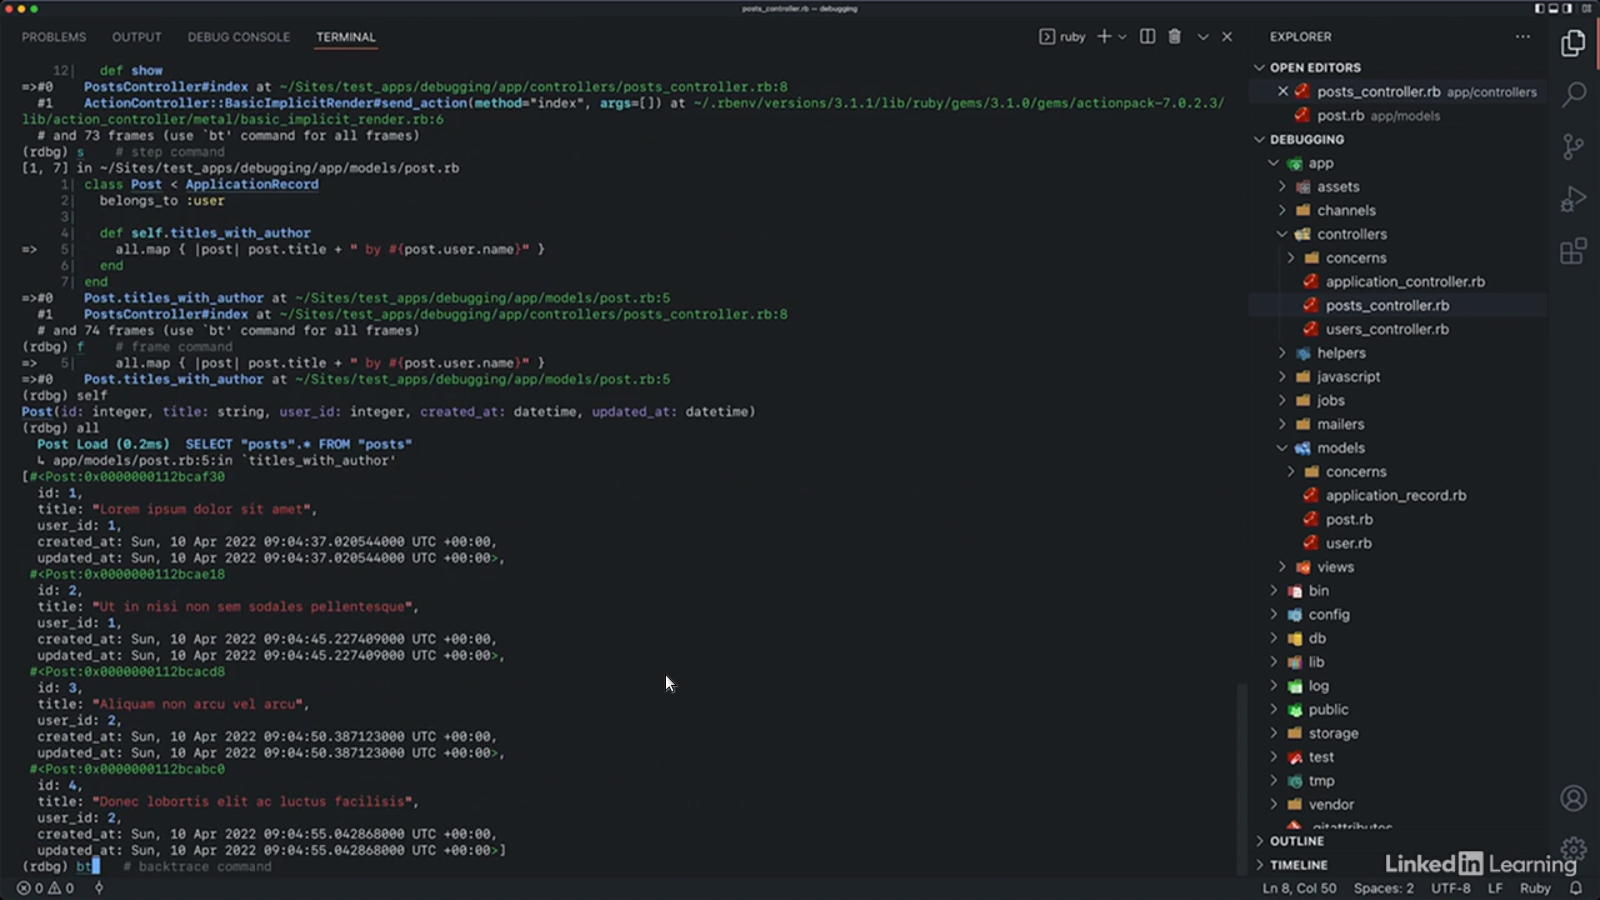 posts_controller.rb — debugging
PROBLEMS OUTPUT DEBUG CONSOLE TERMINAL
ruby
12| def show
=>#0 PostsController#index at ~/Sites/test_apps/debugging/app/controllers/posts_controller.rb:8
#1 ActionController::BasicImplicitRender#send_action(method="index", args=[]) at ~/.rbenv/versions/3.1.1/lib/ruby/gems/3.1.0/gems/actionpack-7.0.2.3/
lib/action_controller/metal/basic_implicit_render.rb:6
# and 73 frames (use `bt' command for all frames)
(rdbg) s # step command
[1, 7] in ~/Sites/test_apps/debugging/app/models/post.rb
1| class Post < ApplicationRecord
2| belongs_to :user
3|
4| def self.titles_with_author
=> 5| all.map { |post| post.title + " by #{post.user.name}" }
6| end
7| end
=>#0 Post.titles_with_author at ~/Sites/test_apps/debugging/app/models/post.rb:5
#1 PostsController#index at ~/Sites/test_apps/debugging/app/controllers/posts_controller.rb:8
# and 74 frames (use `bt' command for all frames)
(rdbg) f # frame command
=> 5| all.map { |post| post.title + " by #{post.user.name}" }
=>#0 Post.titles_with_author at ~/Sites/test_apps/debugging/app/models/post.rb:5
(rdbg) self
Post(id: integer, title: string, user_id: integer, created_at: datetime, updated_at: datetime)
(rdbg) all
Post Load (0.2ms) SELECT "posts".* FROM "posts"
↳ app/models/post.rb:5:in `titles_with_author'
[#<Post:0x0000000112bcaf30
id: 1,
title: "Lorem ipsum dolor sit amet",
user_id: 1,
created_at: Sun, 10 Apr 2022 09:04:37.020544000 UTC +00:00,
updated_at: Sun, 10 Apr 2022 09:04:37.020544000 UTC +00:00>,
#<Post:0x0000000112bcae18
id: 2,
title: "Ut in nisi non sem sodales pellentesque",
user_id: 1,
created_at: Sun, 10 Apr 2022 09:04:45.227409000 UTC +00:00,
updated_at: Sun, 10 Apr 2022 09:04:45.227409000 UTC +00:00>,
#<Post:0x0000000112bcacd8
id: 3,
title: "Aliquam non arcu vel arcu",
user_id: 2,
created_at: Sun, 10 Apr 2022 09:04:50.387123000 UTC +00:00,
updated_at: Sun, 10 Apr 2022 09:04:50.387123000 UTC +00:00>,
#<Post:0x0000000112bcabc0
id: 4,
title: "Donec lobortis elit ac luctus facilisis",
user_id: 2,
created_at: Sun, 10 Apr 2022 09:04:55.042868000 UTC +00:00,
updated_at: Sun, 10 Apr 2022 09:04:55.042868000 UTC +00:00>]
(rdbg) bt # backtrace command
0 0
EXPLORER
OPEN EDITORS
posts_controller.rb app/controllers
post.rb app/models
DEBUGGING
app
assets
channels
controllers
concerns
application_controller.rb
posts_controller.rb
users_controller.rb
helpers
javascript
jobs
mailers
models
concerns
application_record.rb
post.rb
user.rb
views
bin
config
db
lib
log
public
storage
test
tmp
vendor
.gitattributes
OUTLINE
TIMELINE
LinkedIn Learning
Ln 8, Col 50 Spaces: 2 UTF-8 LF Ruby